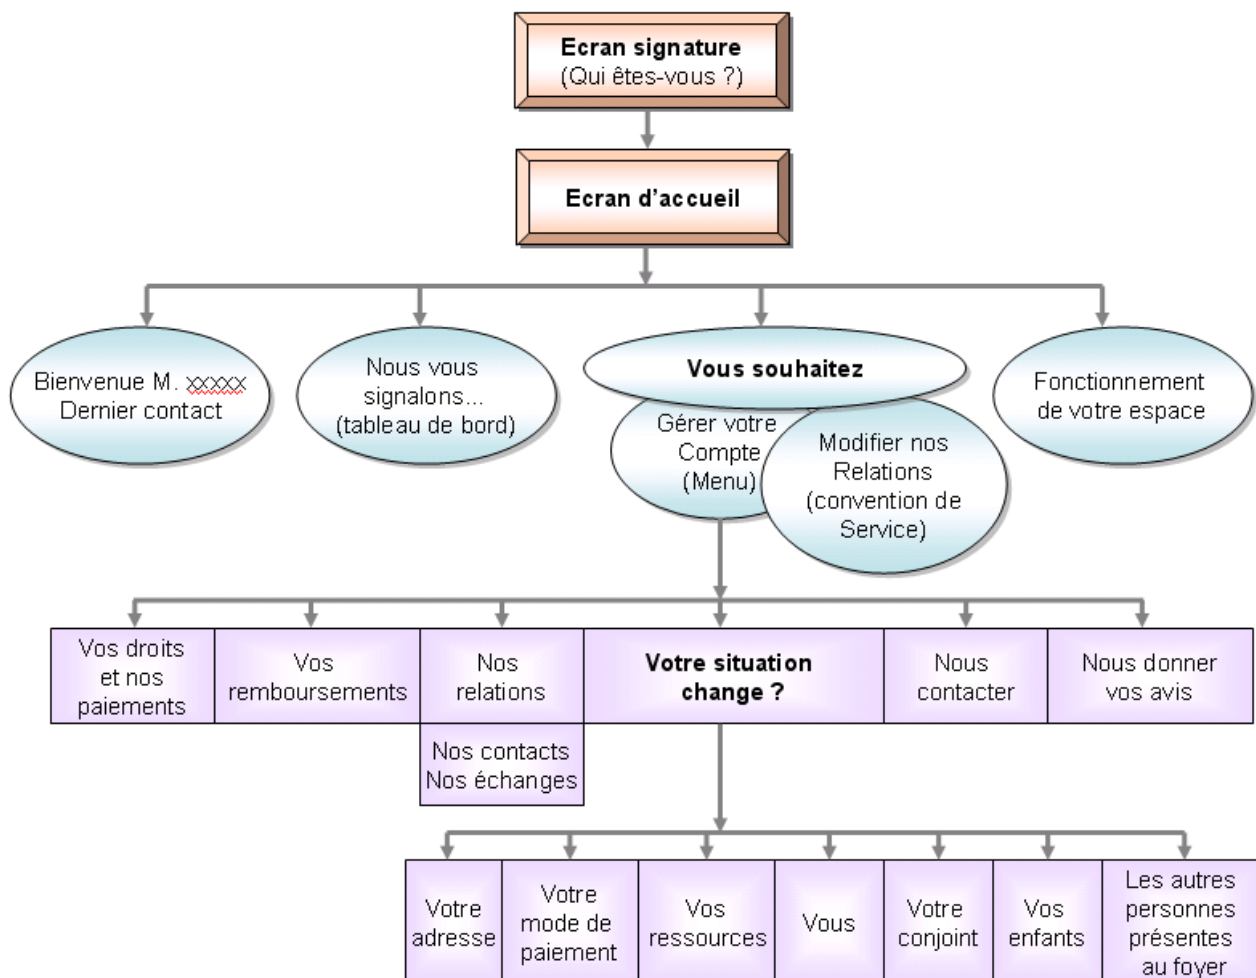 Ecran signature
(Qui êtes-vous ?)
Ecran d'accueil
Bienvenue M. xxxxx
Dernier contact
Nous vous
signalons...
(tableau de bord)
Vous souhaitez
Gérer votre
Compte
(Menu)
Modifier nos
Relations
(convention de
Service)
Fonctionnement
de votre espace
Vos droits
et nos
paiements
Vos
remboursements
Nos
relations
Nos contacts
Nos échanges
Votre situation
change ?
Nous
contacter
Nous donner
vos avis
Votre
adresse
Votre
mode de
paiement
Vos
ressources
Vous
Votre
conjoint
Vos
enfants
Les autres
personnes
présentes
au foyer